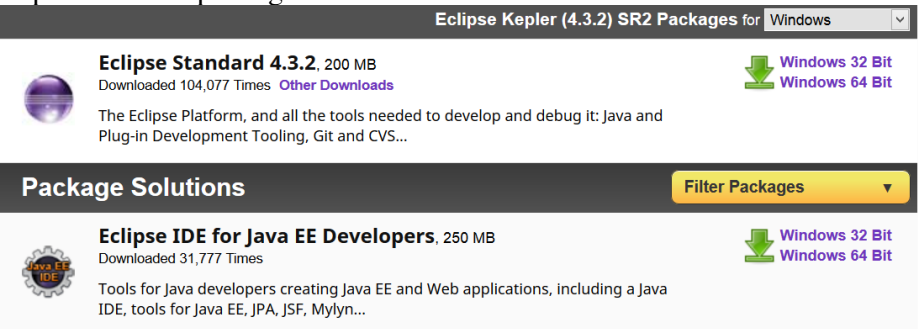 Eclipse Kepler (4.3.2) SR2 Packages for Windows
Eclipse Standard 4.3.2, 200 MB
Windows 32 Bit
Downloaded 104,077 Times Other Downloads
Windows 64 Bit
The Eclipse Platform, and all the tools needed to develop and debug it: Java and
Plug-in Development Tooling, Git and CVS...
Package Solutions
Filter Packages
Eclipse IDE for Java EE Developers, 250 MB
Windows 32 Bit
Downloaded 31,777 Times
Windows 64 Bit
Java EE
IDE
Tools for Java developers creating Java EE and Web applications, including a Java
IDE, tools for Java EE, JPA, JSF, Mylyn...